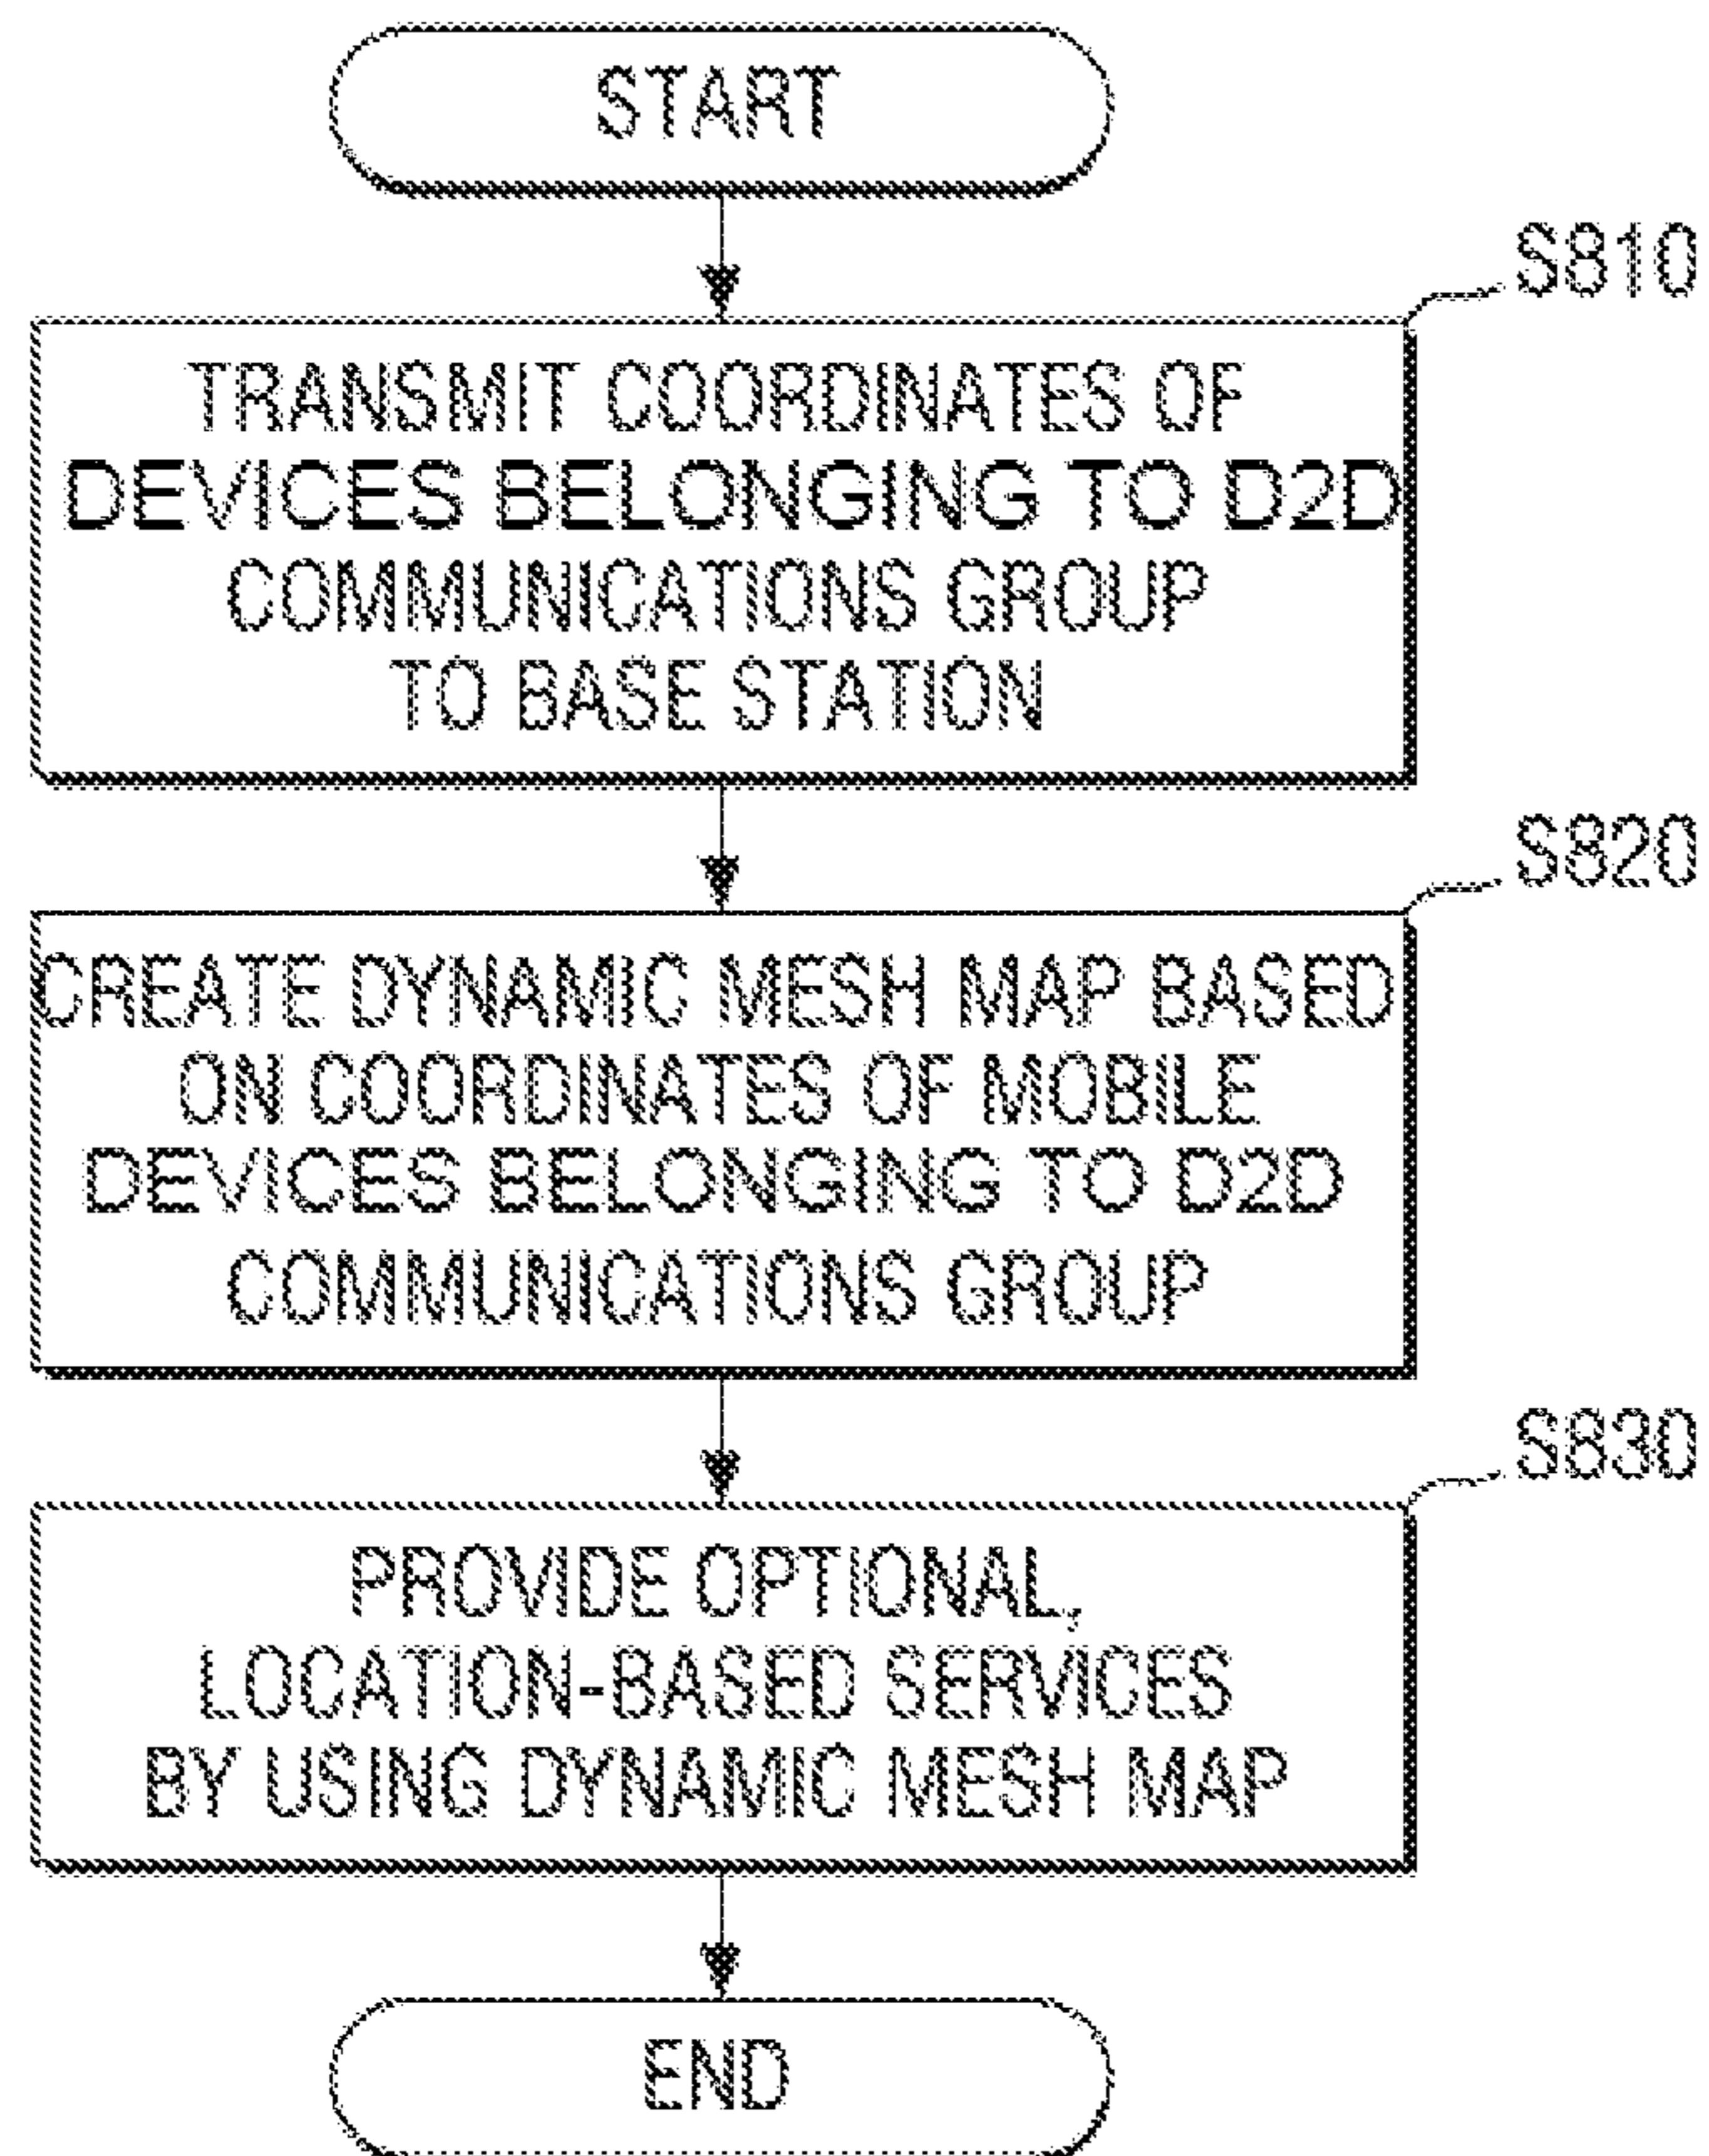 START
S810
TRANSMIT COORDINATES OF
DEVICES BELONGING TO D2D
COMMUNICATIONS GROUP
TO BASE STATION
S820
CREATE DYNAMIC MESH MAP BASED
ON COORDINATES OF MOBILE
DEVICES BELONGING TO D2D
COMMUNICATIONS GROUP
S830
PROVIDE OPTIONAL,
LOCATION-BASED SERVICES
BY USING DYNAMIC MESH MAP
END